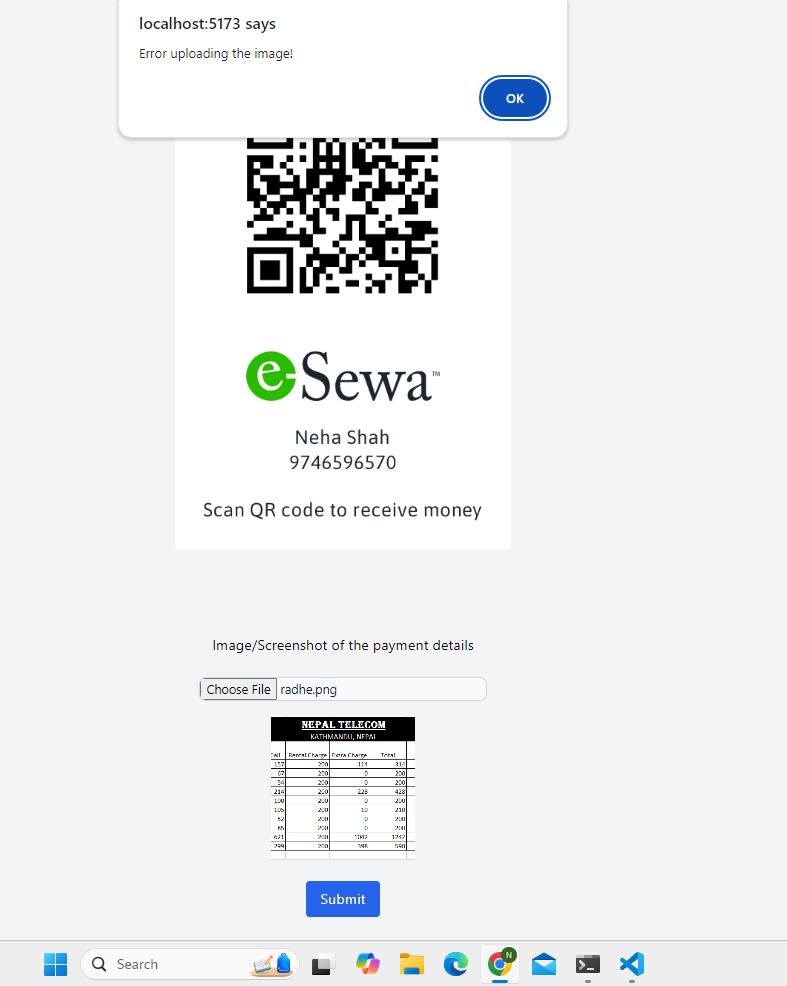 localhost:5173 says
Error uploading the image!
OK
e-Sewa™
Neha Shah
9746596570
Scan QR code to receive money
Image/Screenshot of the payment details
Choose File radhe.png
NEPAL TELECOM
KATHMANDU, NEPAL
Call Rental Charge Extra Charge Total
157 200 114 314
67 200 0 200
54 200 0 200
214 200 228 428
100 200 0 200
105 200 10 210
52 200 0 200
85 200 0 200
621 200 1042 1242
299 200 398 598
Submit
Search
N